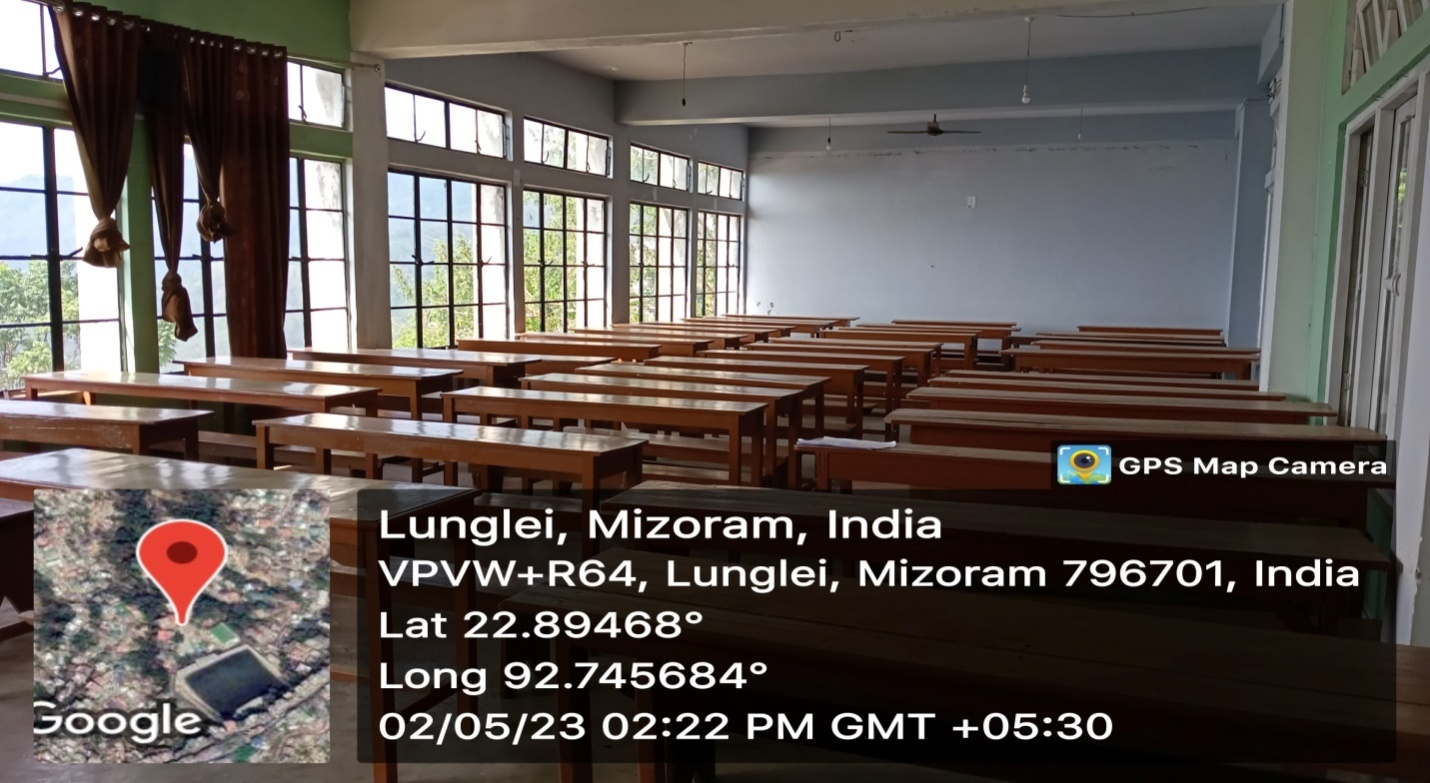 GPS Map Camera
Lunglei, Mizoram, India
VPVW+R64, Lunglei, Mizoram 796701, India
Lat 22.89468°
Long 92.745684°
02/05/23 02:22 PM GMT +05:30
Google